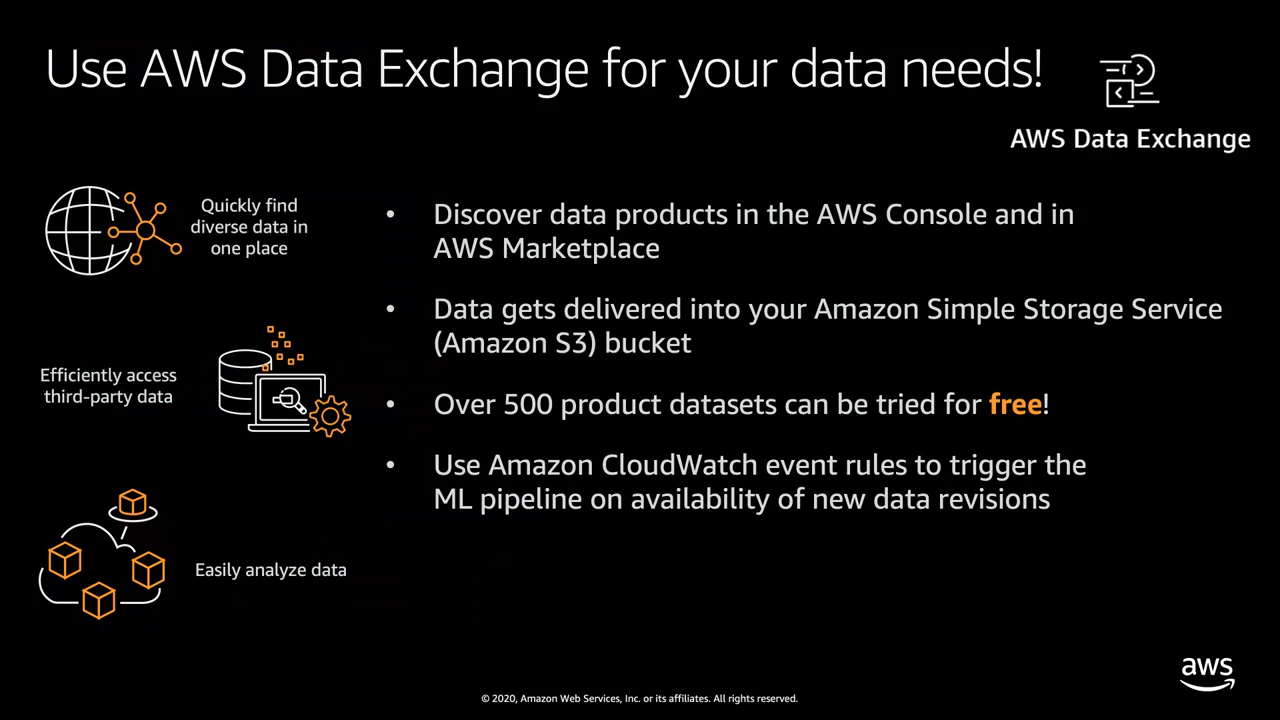 Use AWS Data Exchange for your data needs!
AWS Data Exchange
Quickly find
diverse data in
one place
Efficiently access
third-party data
Easily analyze data
• Discover data products in the AWS Console and in
AWS Marketplace
• Data gets delivered into your Amazon Simple Storage Service
(Amazon S3) bucket
• Over 500 product datasets can be tried for free!
• Use Amazon CloudWatch event rules to trigger the
ML pipeline on availability of new data revisions
aws
© 2020, Amazon Web Services, Inc. or its affiliates. All rights reserved.